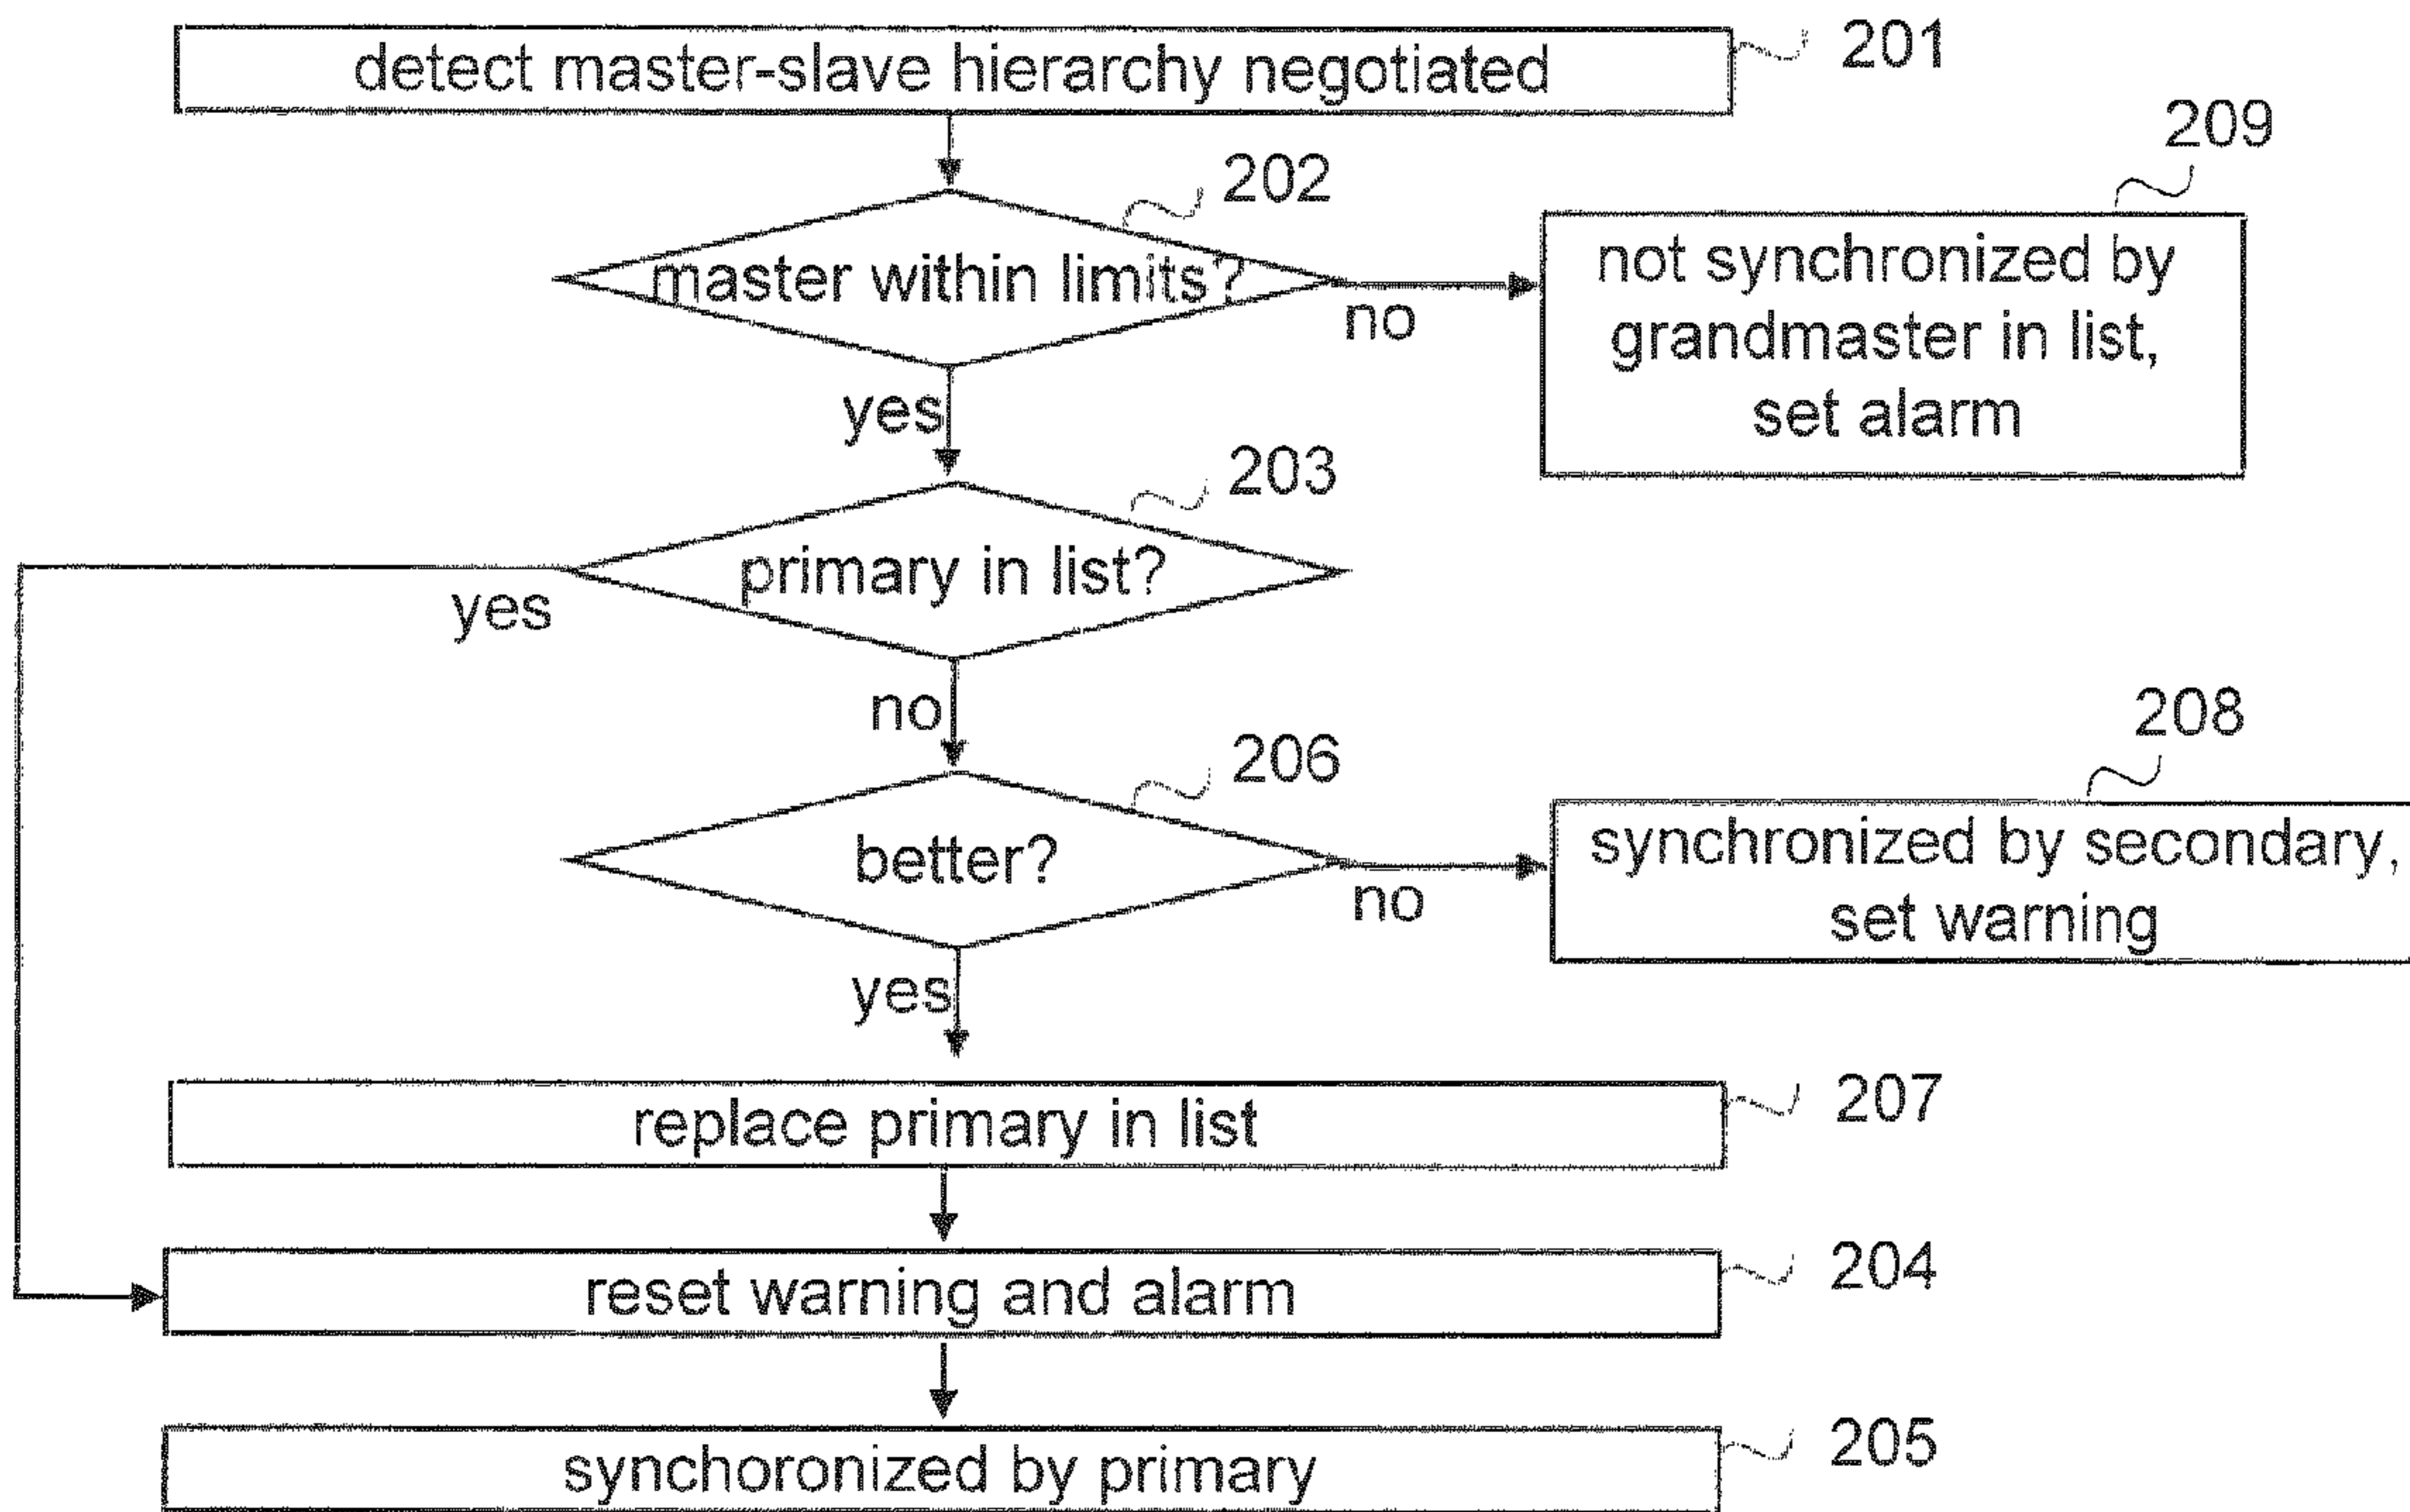 detect master-slave hierarchy negotiated
201
209
202
master within limits?
no
not synchronized by
grandmaster in list,
set alarm
yes
203
primary in list?
yes
no
208
206
better?
no
synchronized by secondary,
set warning
yes
replace primary in list
207
reset warning and alarm
204
synchoronized by primary
205